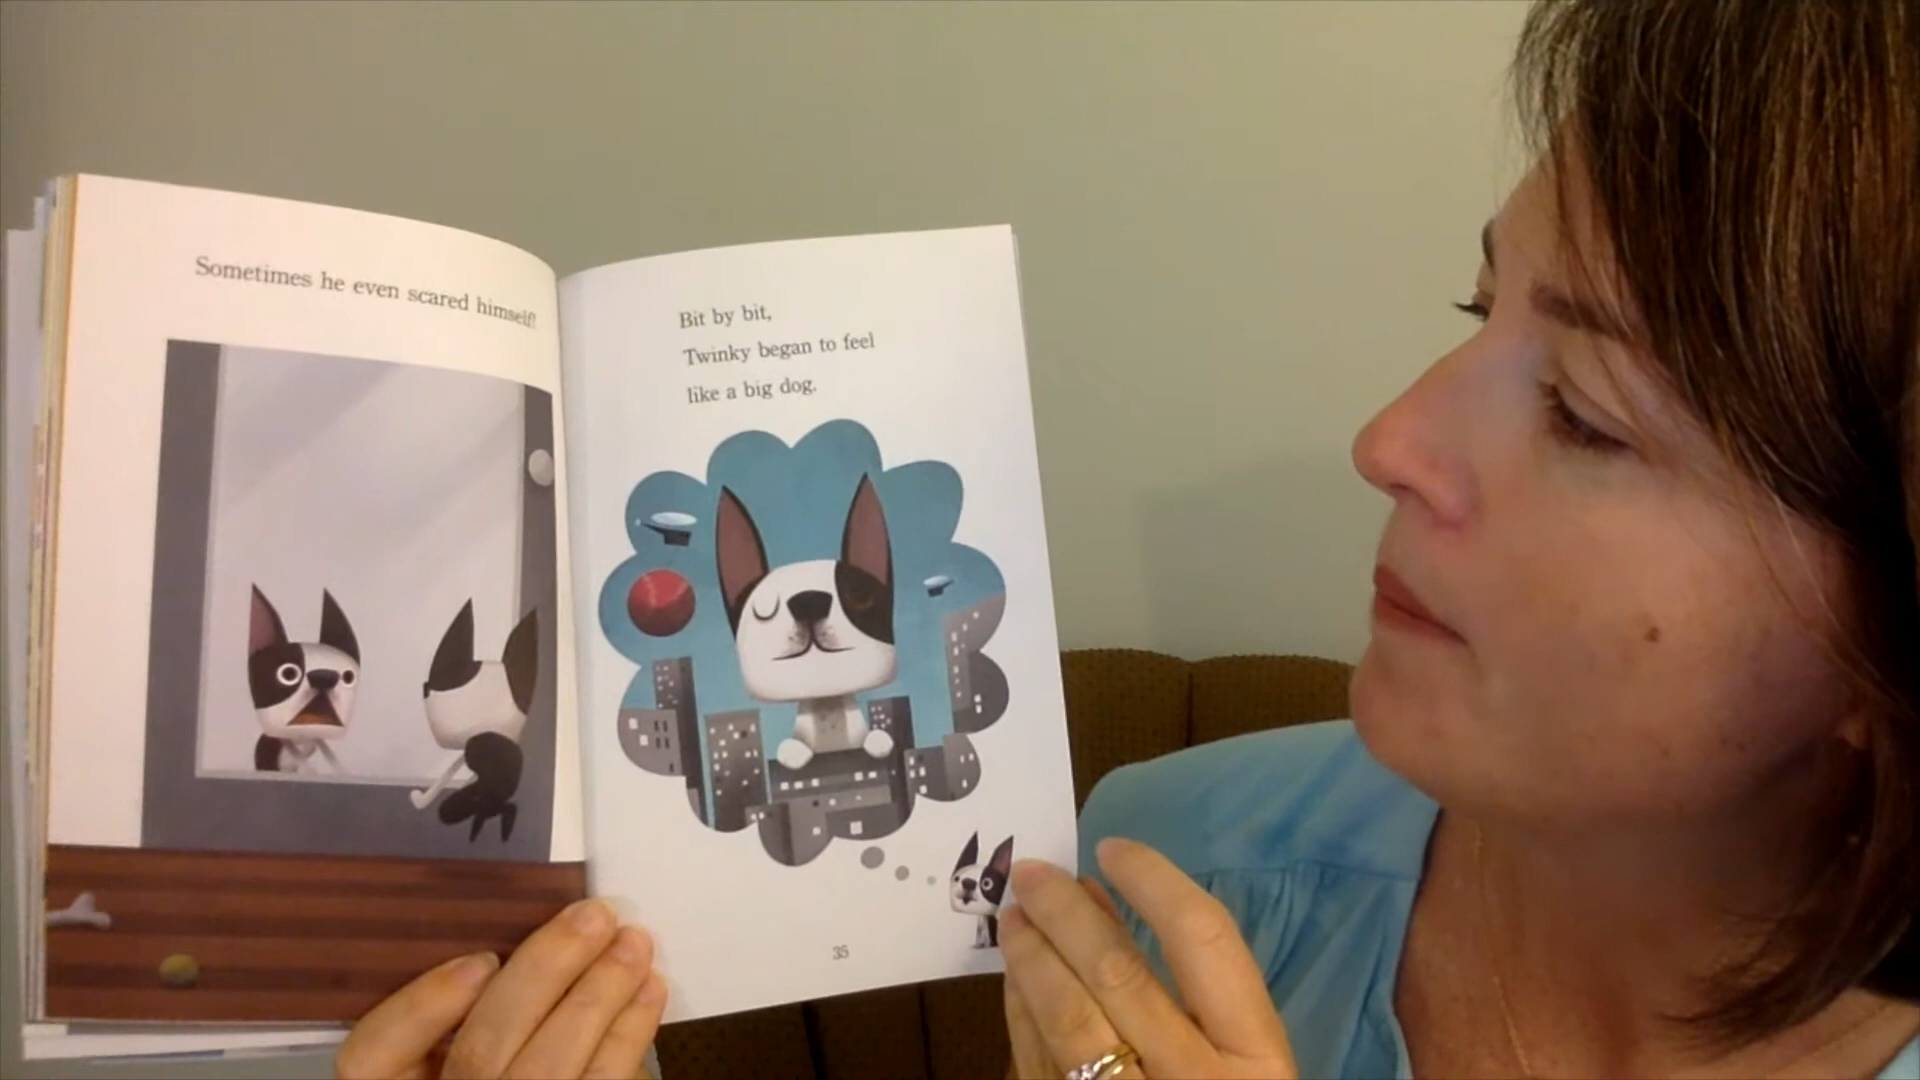 Sometimes he even scared himself!
Bit by bit,
Twinky began to feel
like a big dog.
35